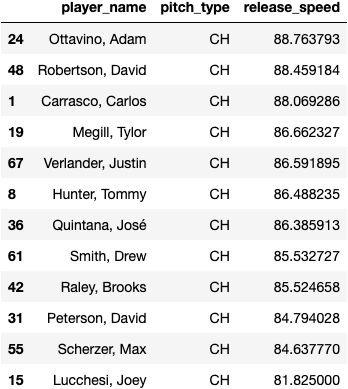 player_name pitch_type release_speed
24 Ottavino, Adam CH 88.763793
48 Robertson, David CH 88.459184
1 Carrasco, Carlos CH 88.069286
19 Megill, Tylor CH 86.662327
67 Verlander, Justin CH 86.591895
8 Hunter, Tommy CH 86.488235
36 Quintana, José CH 86.385913
61 Smith, Drew CH 85.532727
42 Raley, Brooks CH 85.524658
31 Peterson, David CH 84.794028
55 Scherzer, Max CH 84.637770
15 Lucchesi, Joey CH 81.825000